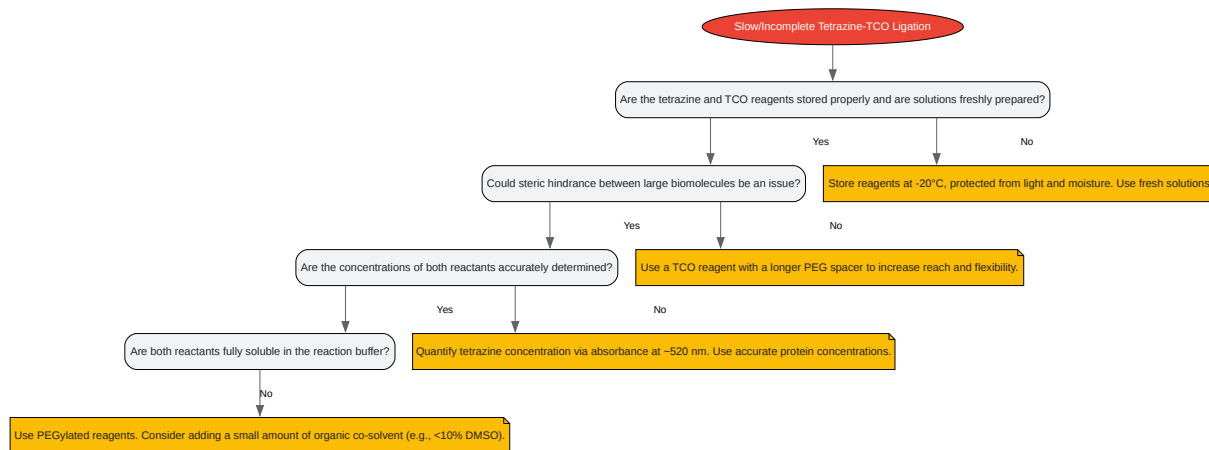 Slow/Incomplete Tetrazine-TCO Ligation
Are the tetrazine and TCO reagents stored properly and are solutions freshly prepared?
Yes
No
Could steric hindrance between large biomolecules be an issue?
Store reagents at -20°C, protected from light and moisture. Use fresh solutions
Yes
No
Are the concentrations of both reactants accurately determined?
Use a TCO reagent with a longer PEG spacer to increase reach and flexibility.
Yes
No
Are both reactants fully soluble in the reaction buffer?
Quantify tetrazine concentration via absorbance at ~520 nm. Use accurate protein concentrations.
No
Use PEGylated reagents. Consider adding a small amount of organic co-solvent (e.g., <10% DMSO).